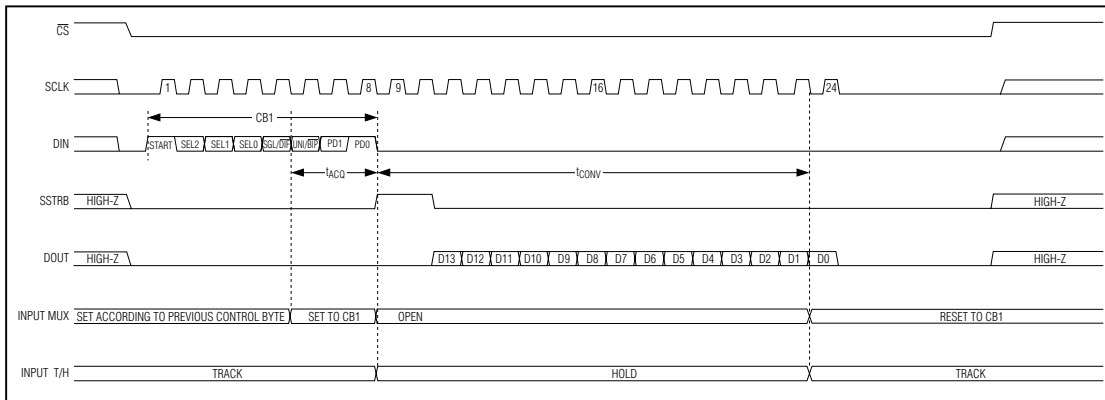 CS
SCLK 1 8 9 16 24
CB1
DIN START SEL2 SEL1 SEL0 SGL/DIF UNI/BIP PD1 PD0
tACQ tCONV
SSTRB HIGH-Z HIGH-Z
DOUT HIGH-Z D13 D12 D11 D10 D9 D8 D7 D6 D5 D4 D3 D2 D1 D0 HIGH-Z
INPUT MUX SET ACCORDING TO PREVIOUS CONTROL BYTE SET TO CB1 OPEN RESET TO CB1
INPUT T/H TRACK HOLD TRACK